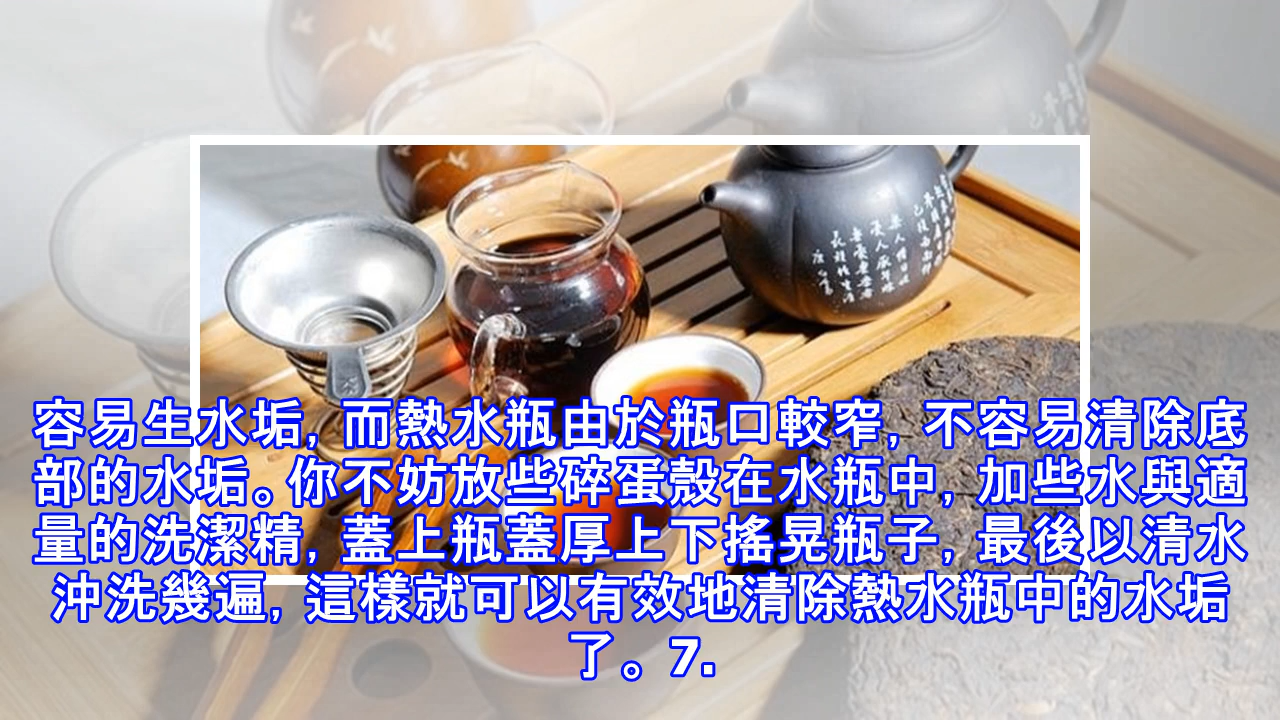 容易生水垢, 而熱水瓶由於瓶口較窄, 不容易清除底
部的水垢。你不妨放些碎蛋殼在水瓶中, 加些水與適
量的洗潔精, 蓋上瓶蓋厚上下搖晃瓶子, 最後以清水
沖洗幾遍, 這樣就可以有效地清除熱水瓶中的水垢
了。7.